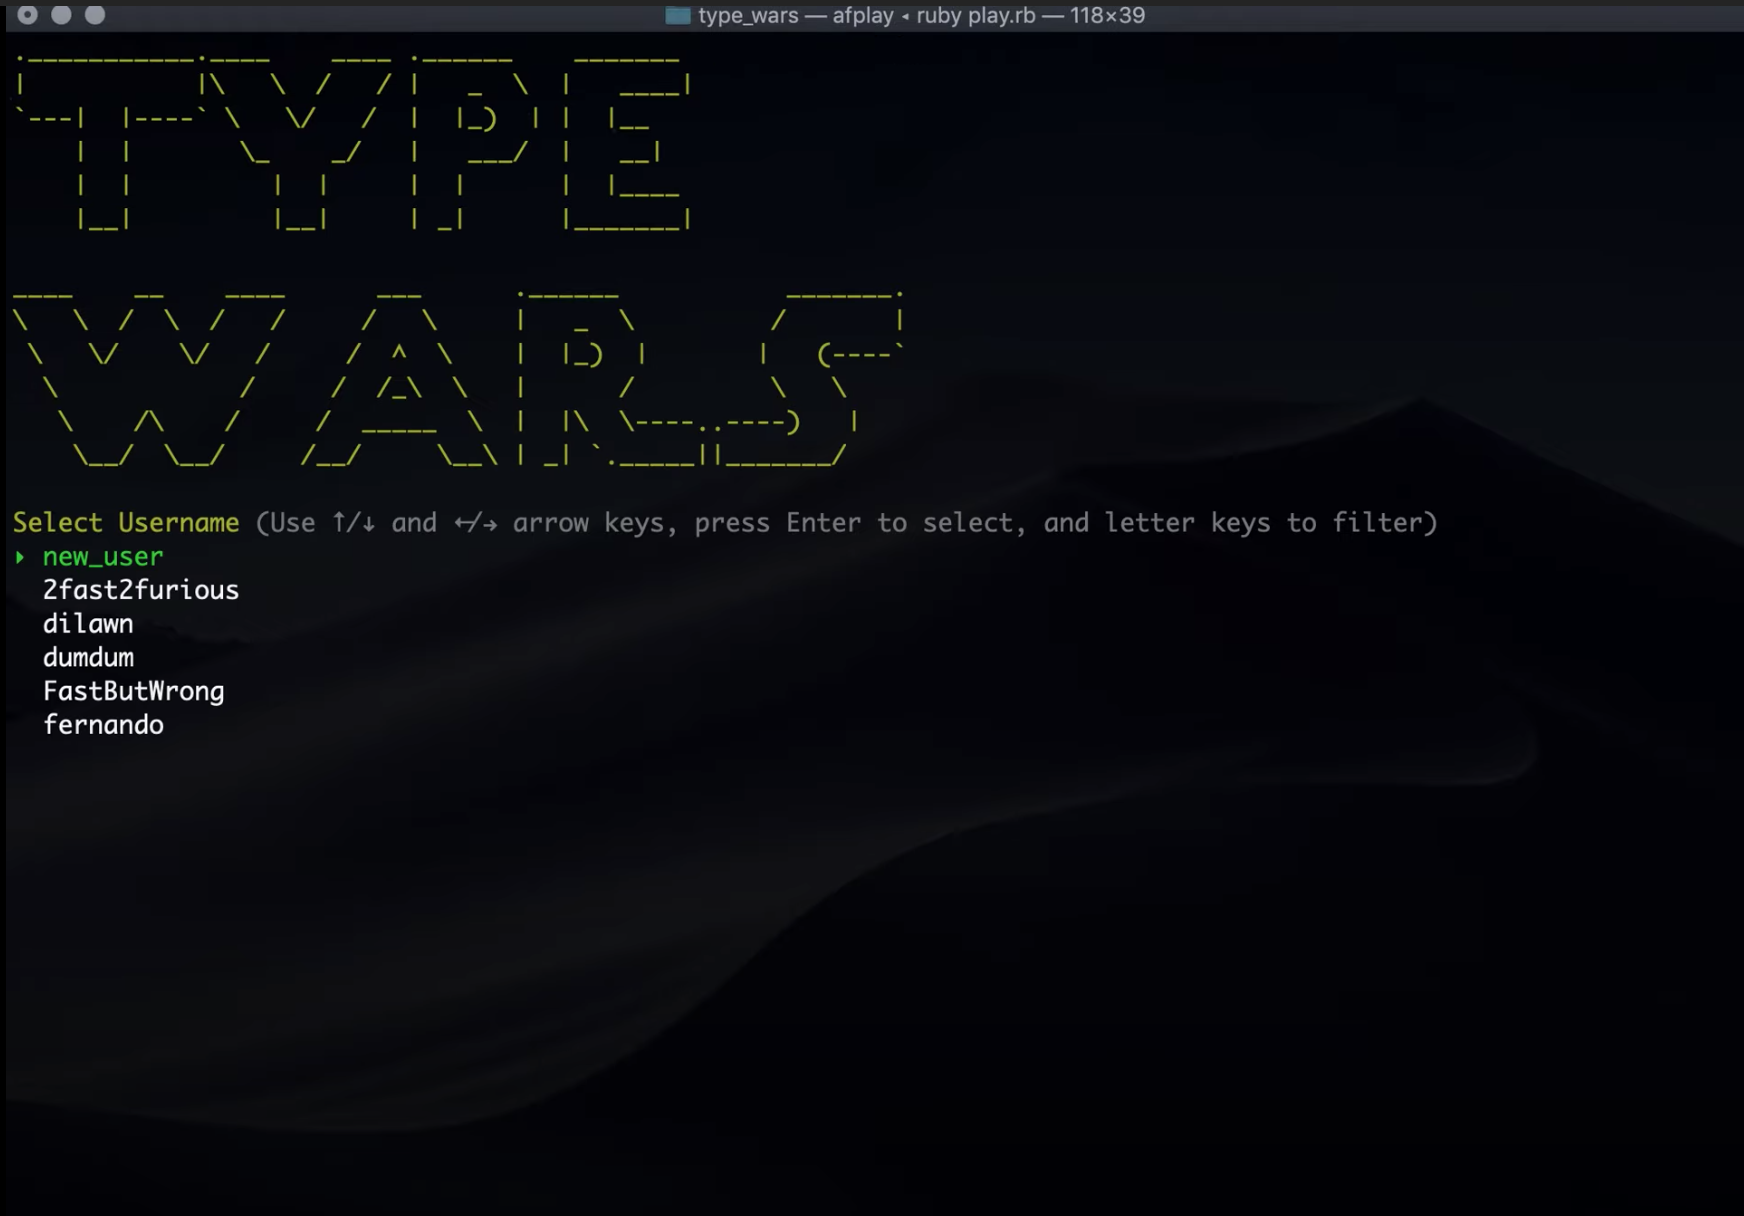 type_wars — afplay ◂ ruby play.rb — 118×39
TYPE
WARS
Select Username (Use ↑/↓ and ←/→ arrow keys, press Enter to select, and letter keys to filter)
‣ new_user
2fast2furious
dilawn
dumdum
FastButWrong
fernando